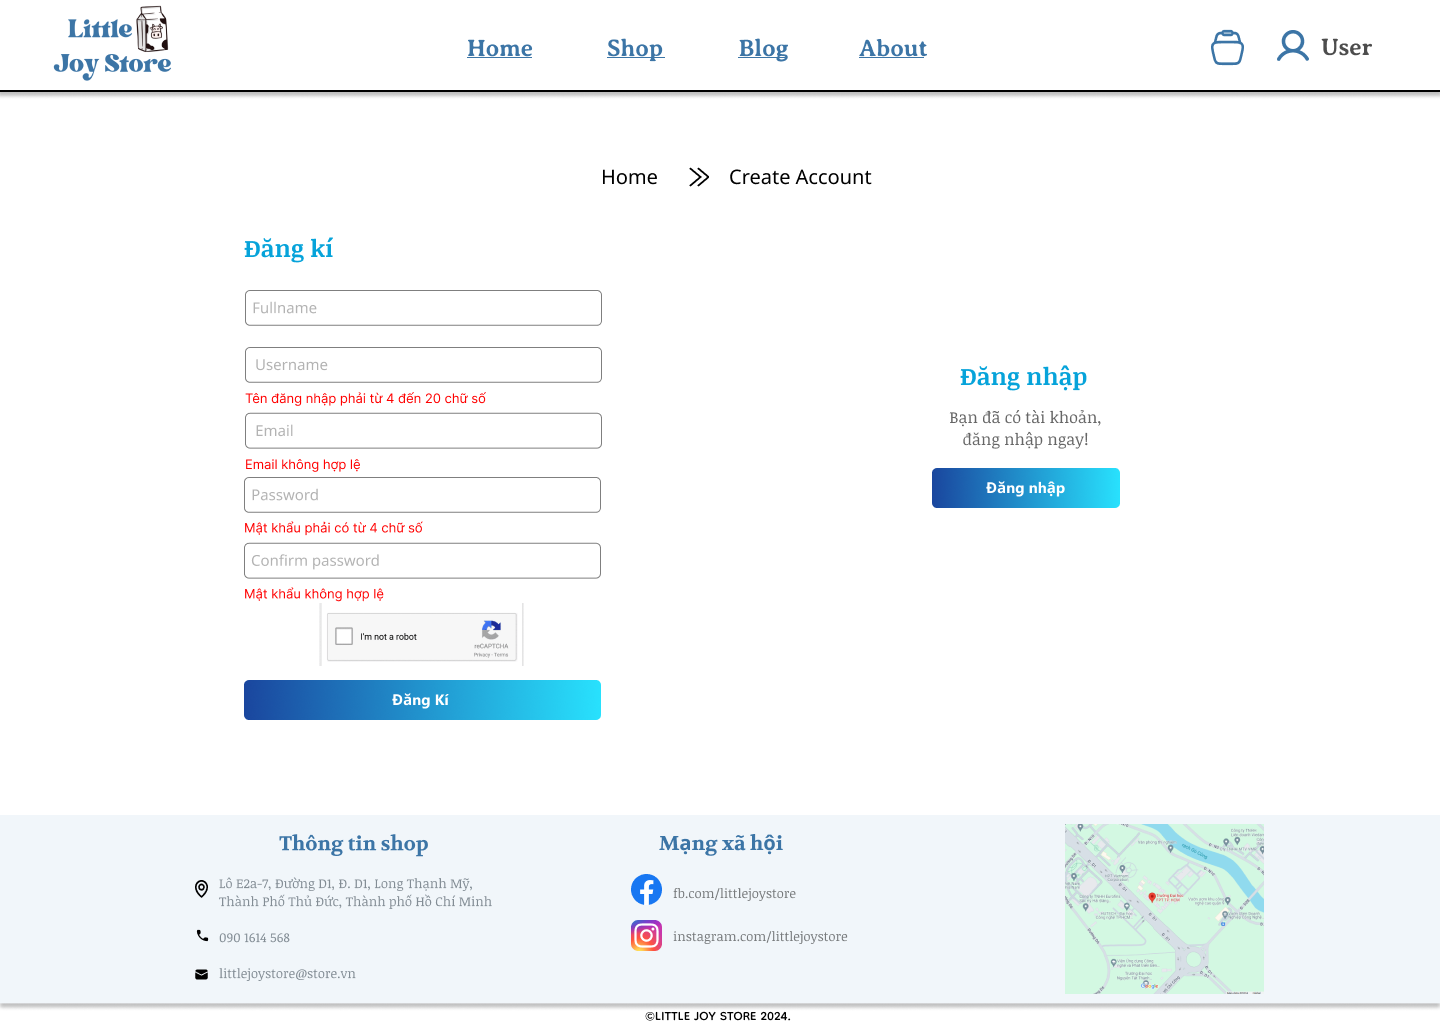 Little
Joy Store
Home
Shop
Blog
About
User
Home
Create Account
Đăng kí
Fullname
Username
Tên đăng nhập phải từ 4 đến 20 chữ số
Email
Email không hợp lệ
Password
Mật khẩu phải có từ 4 chữ số
Confirm password
Mật khẩu không hợp lệ
I'm not a robot
reCAPTCHA
Privacy - Terms
Đăng Kí
Đăng nhập
Bạn đã có tài khoản,
đăng nhập ngay!
Đăng nhập
Thông tin shop
Lô E2a-7, Đường D1, Đ. D1, Long Thạnh Mỹ,
Thành Phố Thủ Đức, Thành phố Hồ Chí Minh
090 1614 568
littlejoystore@store.vn
Mạng xã hội
fb.com/littlejoystore
instagram.com/littlejoystore
Google
©LITTLE JOY STORE 2024.